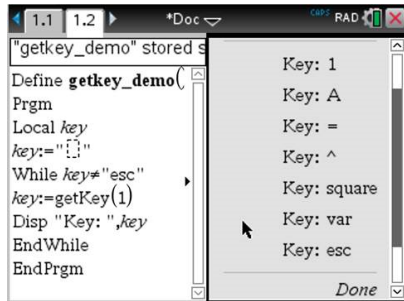 1.1 1.2 *Doc CAPS RAD
"getkey_demo" stored s
Define getkey_demo(
Prgm
Local key
key:=" "
While key≠"esc"
key:=getKey(1)
Disp "Key: ",key
EndWhile
EndPrgm
Key: 1
Key: A
Key: =
Key: ^
Key: square
Key: var
Key: esc
Done